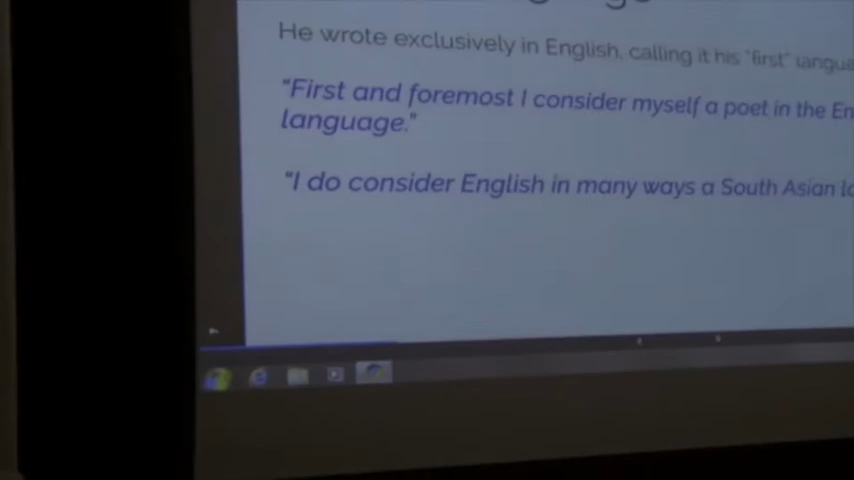 He wrote exclusively in English, calling it his "first"
"First and foremost I consider myself a poet in the
language."
"I do consider English in many ways a South Asian